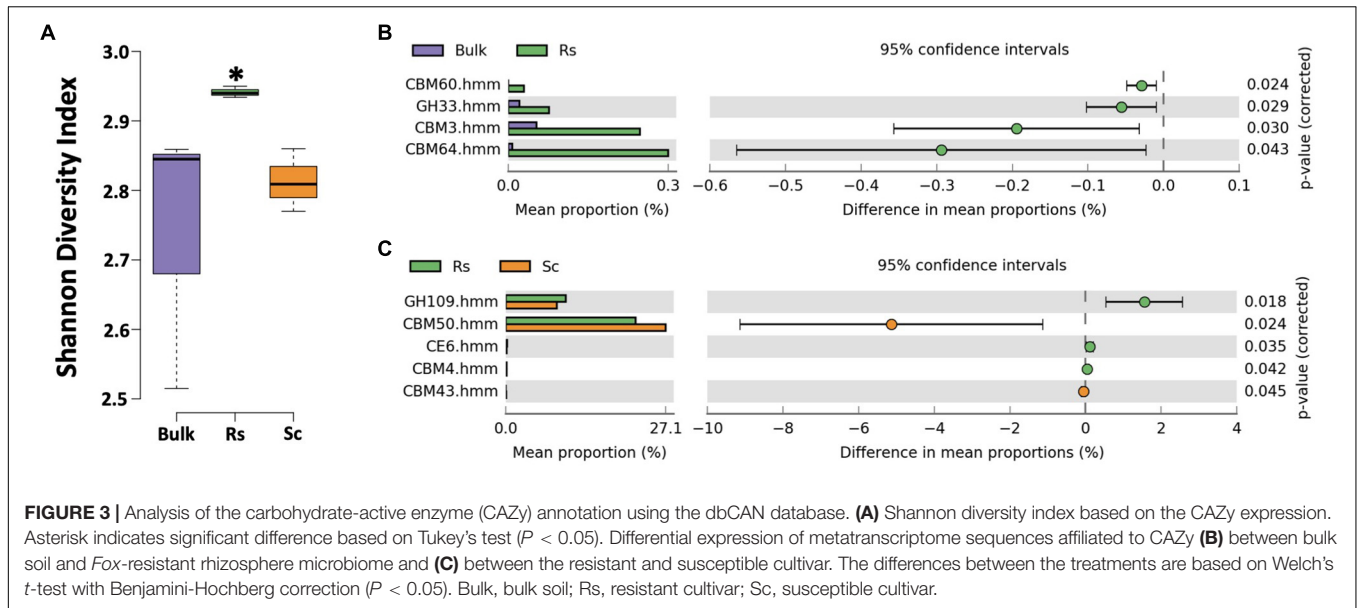 A
Shannon Diversity Index
3.0
2.9
2.8
2.7
2.6
2.5
*
Bulk Rs Sc
B
Bulk Rs
95% confidence intervals
CBM60.hmm 0.024
GH33.hmm 0.029
CBM3.hmm 0.030
CBM64.hmm 0.043
p-value (corrected)
0.0 0.3 −0.6 −0.5 −0.4 −0.3 −0.2 −0.1 0.0 0.1
Mean proportion (%) Difference in mean proportions (%)
C
Rs Sc
95% confidence intervals
GH109.hmm 0.018
CBM50.hmm 0.024
CE6.hmm 0.035
CBM4.hmm 0.042
CBM43.hmm 0.045
p-value (corrected)
0.0 27.1 −10 −8 −6 −4 −2 0 2 4
Mean proportion (%) Difference in mean proportions (%)
FIGURE 3 | Analysis of the carbohydrate-active enzyme (CAZy) annotation using the dbCAN database. (A) Shannon diversity index based on the CAZy expression.
Asterisk indicates significant difference based on Tukey's test (P < 0.05). Differential expression of metatranscriptome sequences affiliated to CAZy (B) between bulk
soil and Fox-resistant rhizosphere microbiome and (C) between the resistant and susceptible cultivar. The differences between the treatments are based on Welch's
t-test with Benjamini-Hochberg correction (P < 0.05). Bulk, bulk soil; Rs, resistant cultivar; Sc, susceptible cultivar.